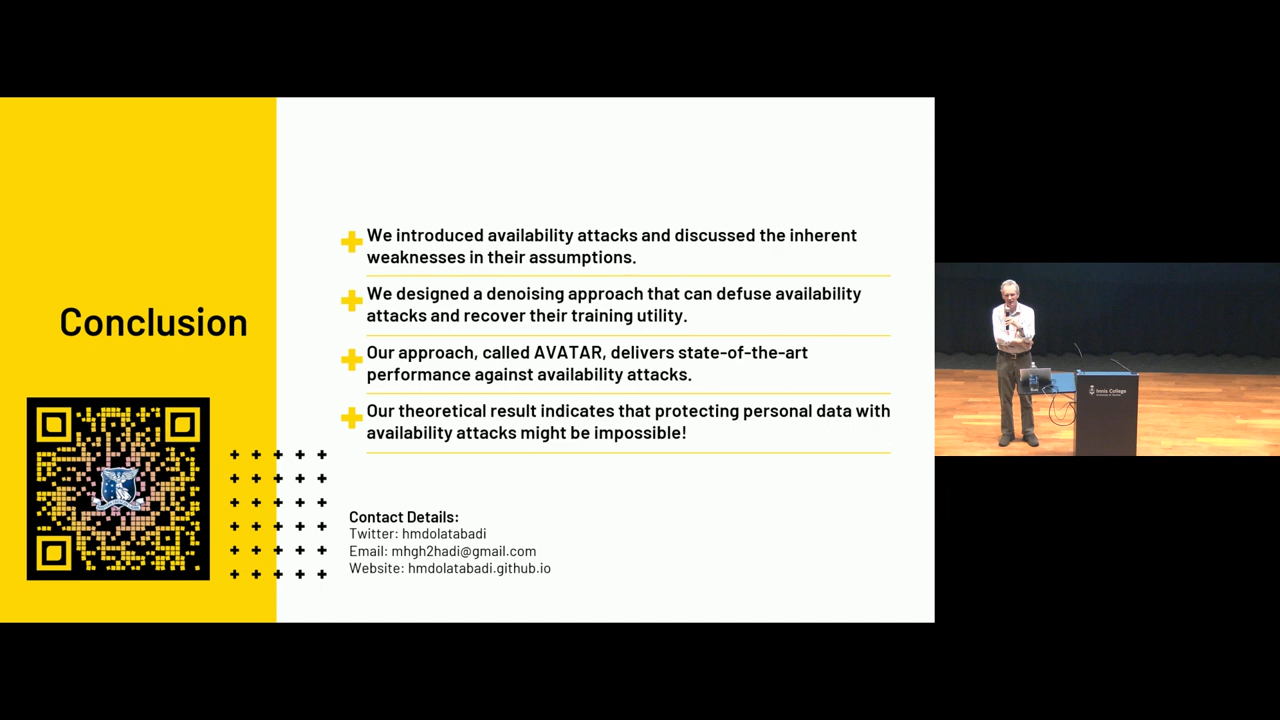 Conclusion
We introduced availability attacks and discussed the inherent
weaknesses in their assumptions.
We designed a denoising approach that can defuse availability
attacks and recover their training utility.
Our approach, called AVATAR, delivers state-of-the-art
performance against availability attacks.
Our theoretical result indicates that protecting personal data with
availability attacks might be impossible!
Contact Details:
Twitter: hmdolatabadi
Email: mhgh2hadi@gmail.com
Website: hmdolatabadi.github.io
Innis College